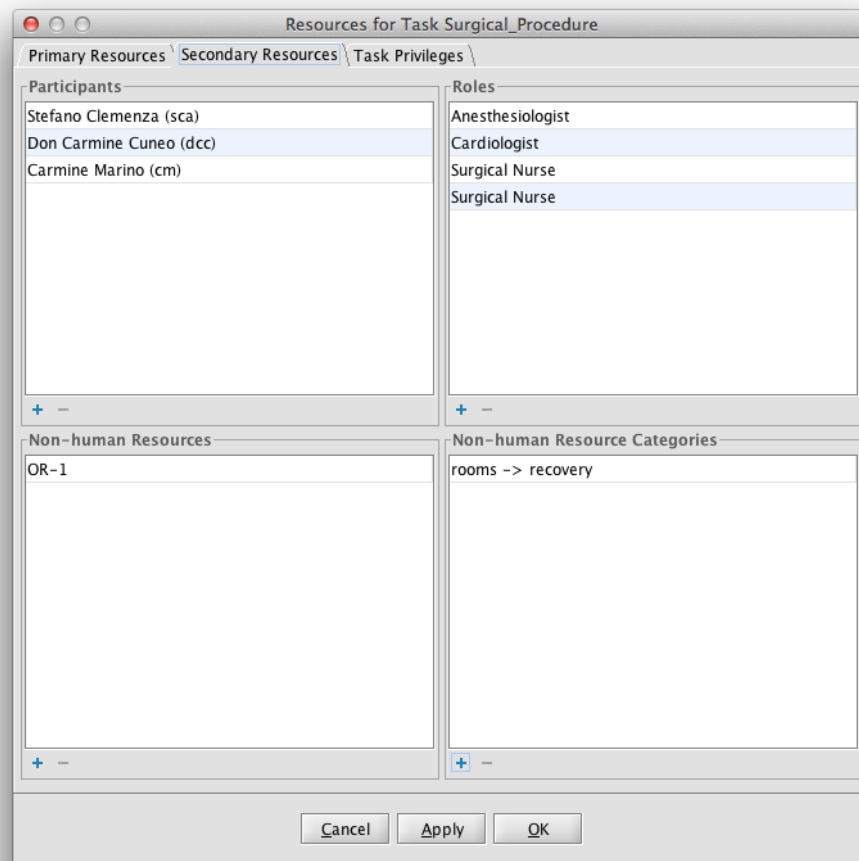 Resources for Task Surgical_Procedure
Primary Resources
Secondary Resources
Task Privileges
Participants
Stefano Clemenza (sca)
Don Carmine Cuneo (dcc)
Carmine Marino (cm)
+ −
Roles
Anesthesiologist
Cardiologist
Surgical Nurse
Surgical Nurse
+ −
Non-human Resources
OR-1
+ −
Non-human Resource Categories
rooms -> recovery
+ −
Cancel
Apply
OK